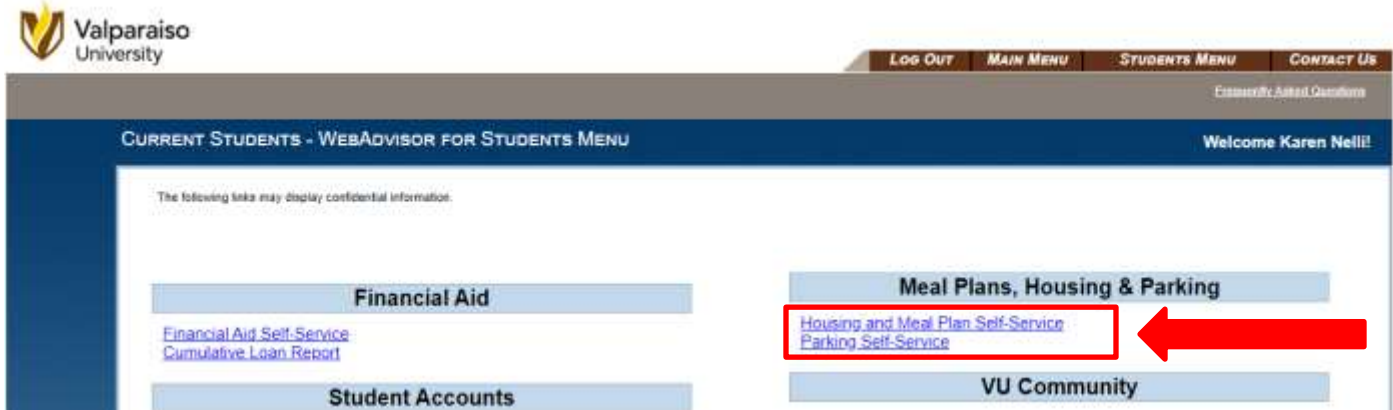 Valparaiso
University
LOG OUT MAIN MENU STUDENTS MENU CONTACT US
Frequently Asked Questions
CURRENT STUDENTS - WEBADVISOR FOR STUDENTS MENU
Welcome Karen Nelli!
The following links may display confidential information.
Financial Aid
Financial Aid Self-Service
Cumulative Loan Report
Student Accounts
Meal Plans, Housing & Parking
Housing and Meal Plan Self-Service
Parking Self-Service
VU Community